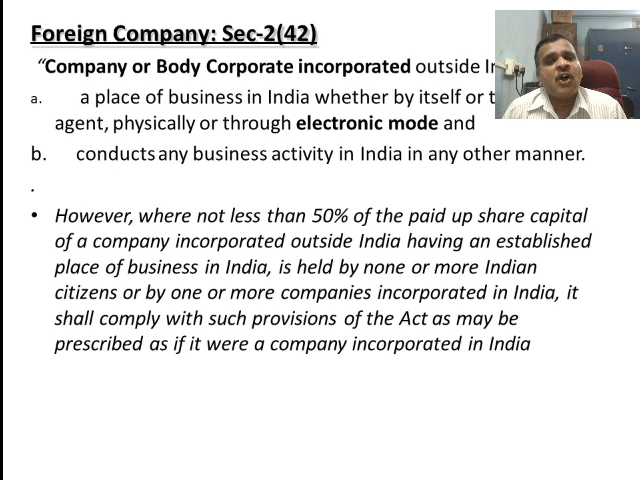 Foreign Company: Sec-2(42)
“Company or Body Corporate incorporated outside
a. a place of business in India whether by itself or
agent, physically or through electronic mode and
b. conducts any business activity in India in any other manner.
.
• However, where not less than 50% of the paid up share capital
of a company incorporated outside India having an established
place of business in India, is held by none or more Indian
citizens or by one or more companies incorporated in India, it
shall comply with such provisions of the Act as may be
prescribed as if it were a company incorporated in India